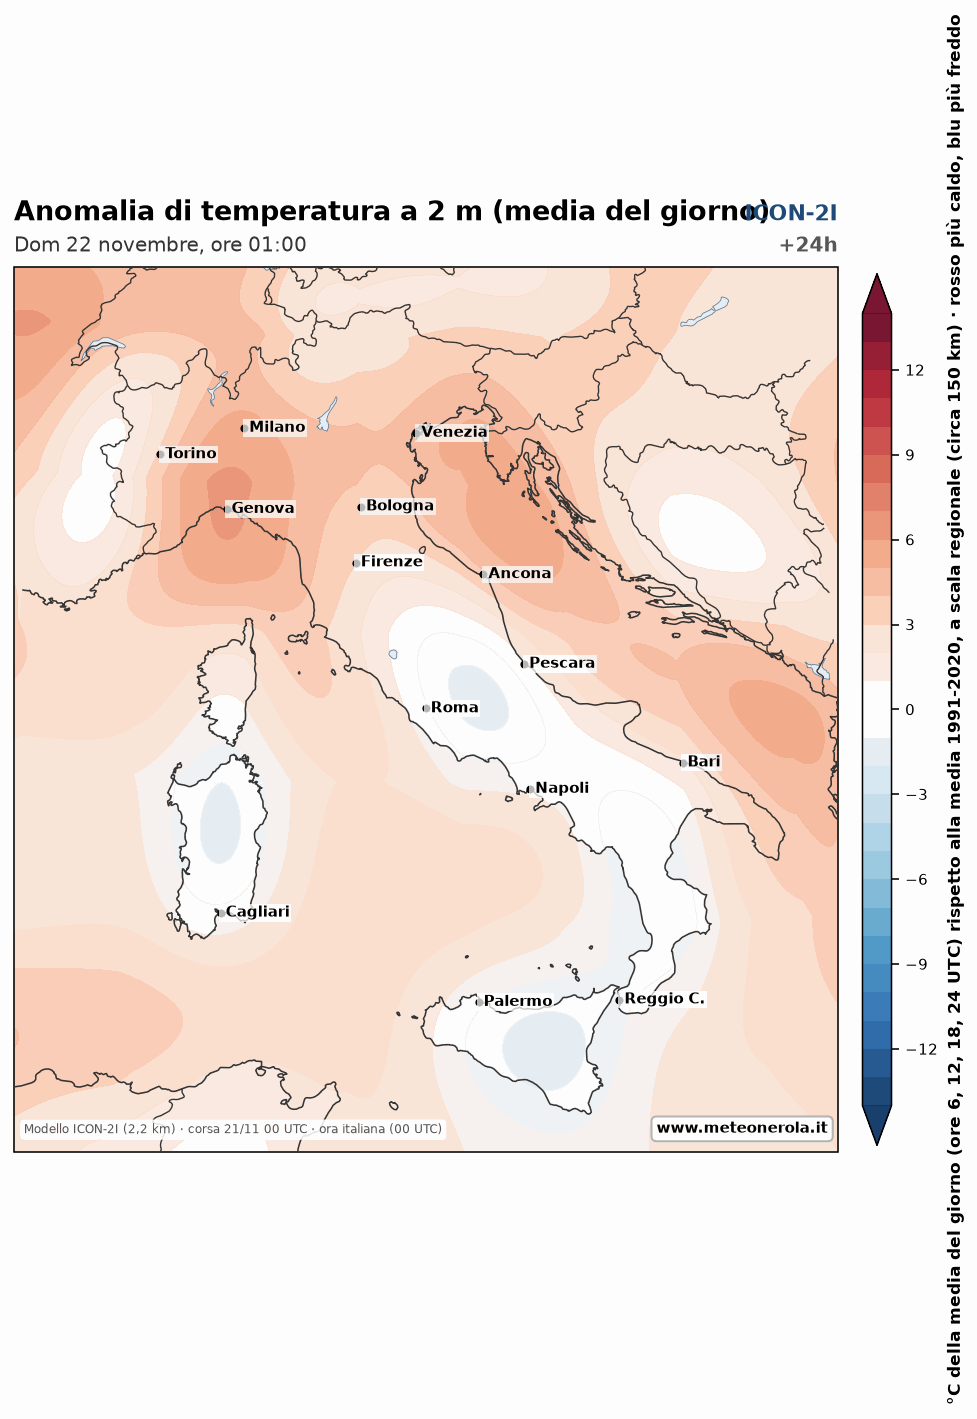 Anomalia di temperatura a 2 m (media del giorno)
ICON-2I
Dom 22 novembre, ore 01:00
+24h
Milano
Venezia
Torino
Genova
Bologna
Firenze
Ancona
Pescara
Roma
Bari
Napoli
Cagliari
Palermo
Reggio C.
Modello ICON-2I (2,2 km) · corsa 21/11 00 UTC · ora italiana (00 UTC)
www.meteonerola.it
12
9
6
3
0
−3
−6
−9
−12
°C della media del giorno (ore 6, 12, 18, 24 UTC) rispetto alla media 1991-2020, a scala regionale (circa 150 km) · rosso più caldo, blu più freddo